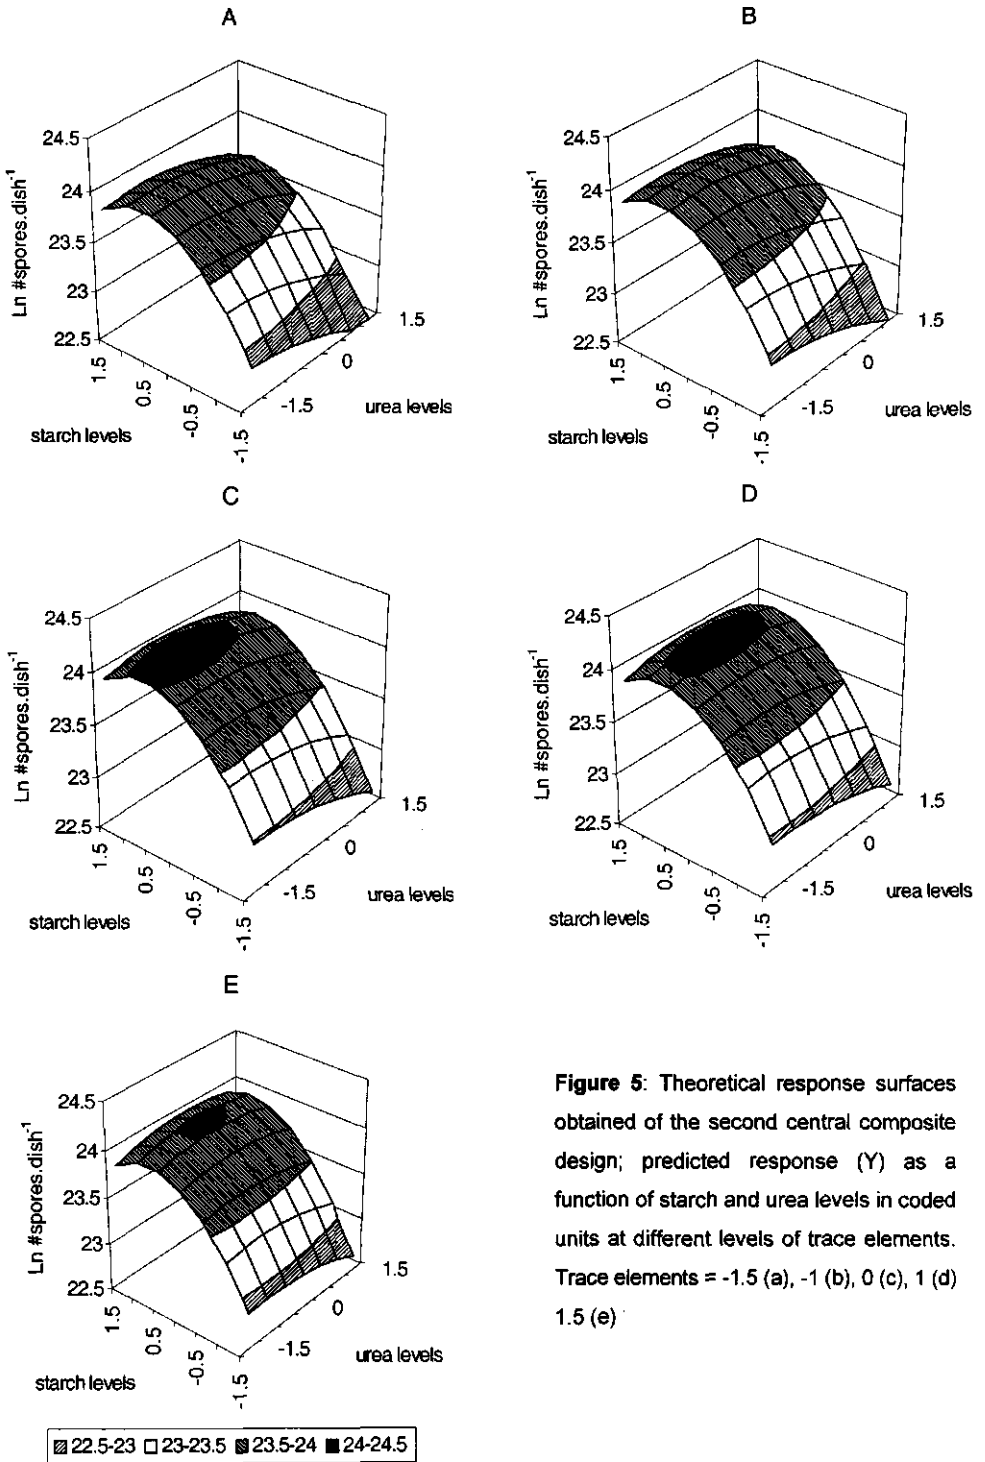 A
Ln #spores.dish-1
24.5
24
23.5
23
22.5
1.5
0.5
-0.5
-1.5
starch levels
-1.5
0
1.5
urea levels
B
Ln #spores.dish-1
24.5
24
23.5
23
22.5
1.5
0.5
-0.5
-1.5
starch levels
-1.5
0
1.5
urea levels
C
Ln #spores.dish-1
24.5
24
23.5
23
22.5
1.5
0.5
-0.5
-1.5
starch levels
-1.5
0
1.5
urea levels
D
Ln #spores.dish-1
24.5
24
23.5
23
22.5
1.5
0.5
-0.5
-1.5
starch levels
-1.5
0
1.5
urea levels
E
Ln #spores.dish-1
24.5
24
23.5
23
22.5
1.5
0.5
-0.5
-1.5
starch levels
-1.5
0
1.5
urea levels
22.5-23 23-23.5 23.5-24 24-24.5
Figure 5: Theoretical response surfaces
obtained of the second central composite
design; predicted response (Y) as a
function of starch and urea levels in coded
units at different levels of trace elements.
Trace elements = -1.5 (a), -1 (b), 0 (c), 1 (d)
1.5 (e)